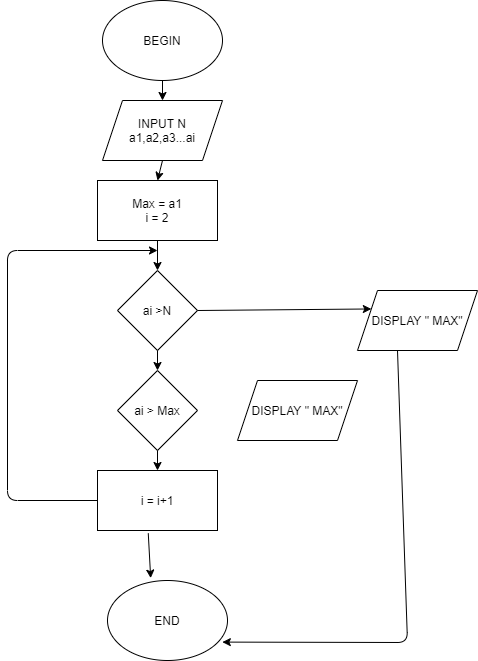 BEGIN
INPUT N
a1,a2,a3...ai
Max = a1
i = 2
ai >N
DISPLAY " MAX"
ai > Max
DISPLAY " MAX"
i = i+1
END